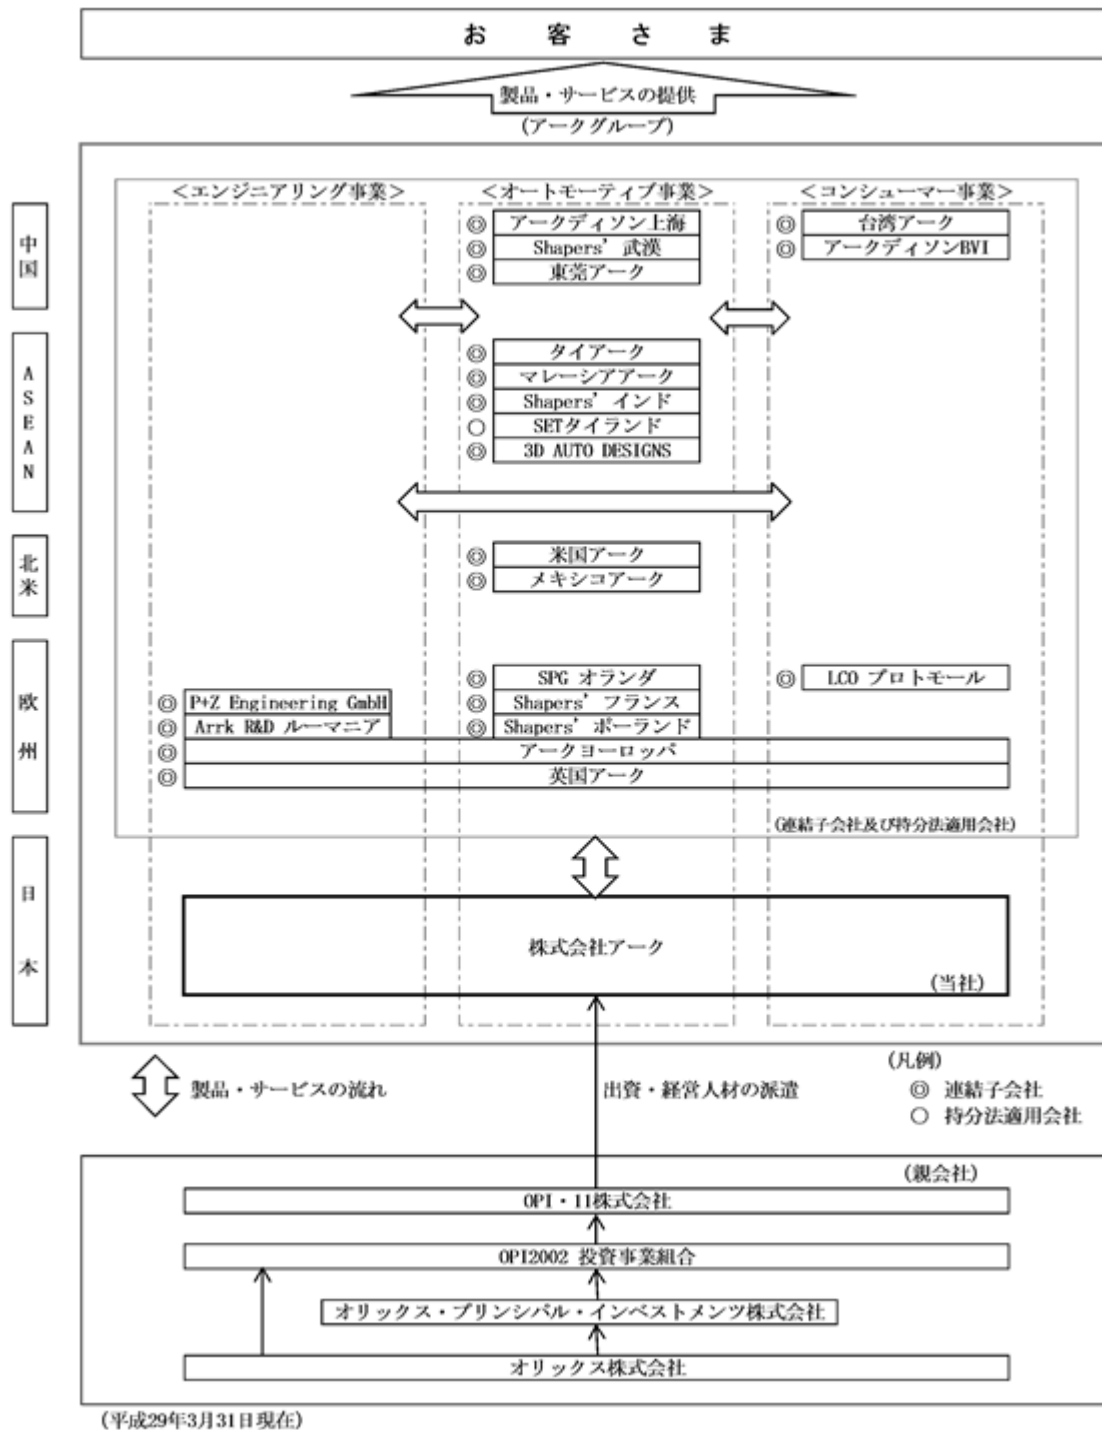 お 客 さ ま
製品・サービスの提供
(アークグループ)
<エンジニアリング事業>
<オートモーティブ事業>
<コンシューマー事業>
中国
◎ アークディソン上海
◎ Shapers' 武漢
◎ 東莞アーク
◎ 台湾アーク
◎ アークディソンBVI
ASEAN
◎ タイアーク
◎ マレーシアアーク
◎ Shapers' インド
○ SETタイランド
◎ 3D AUTO DESIGNS
北米
◎ 米国アーク
◎ メキシコアーク
欧州
◎ SPG オランダ
◎ Shapers' フランス
◎ Shapers' ポーランド
◎ LCO プロトモール
◎ P+Z Engineering GmbH
◎ Arrk R&D ルーマニア
◎ アークヨーロッパ
◎ 英国アーク
(連結子会社及び持分法適用会社)
日本
株式会社アーク
(当社)
製品・サービスの流れ
出資・経営人材の派遣
(凡例)
◎ 連結子会社
○ 持分法適用会社
(親会社)
OPI・11株式会社
OPI2002 投資事業組合
オリックス・プリンシパル・インベストメンツ株式会社
オリックス株式会社
(平成29年3月31日現在)